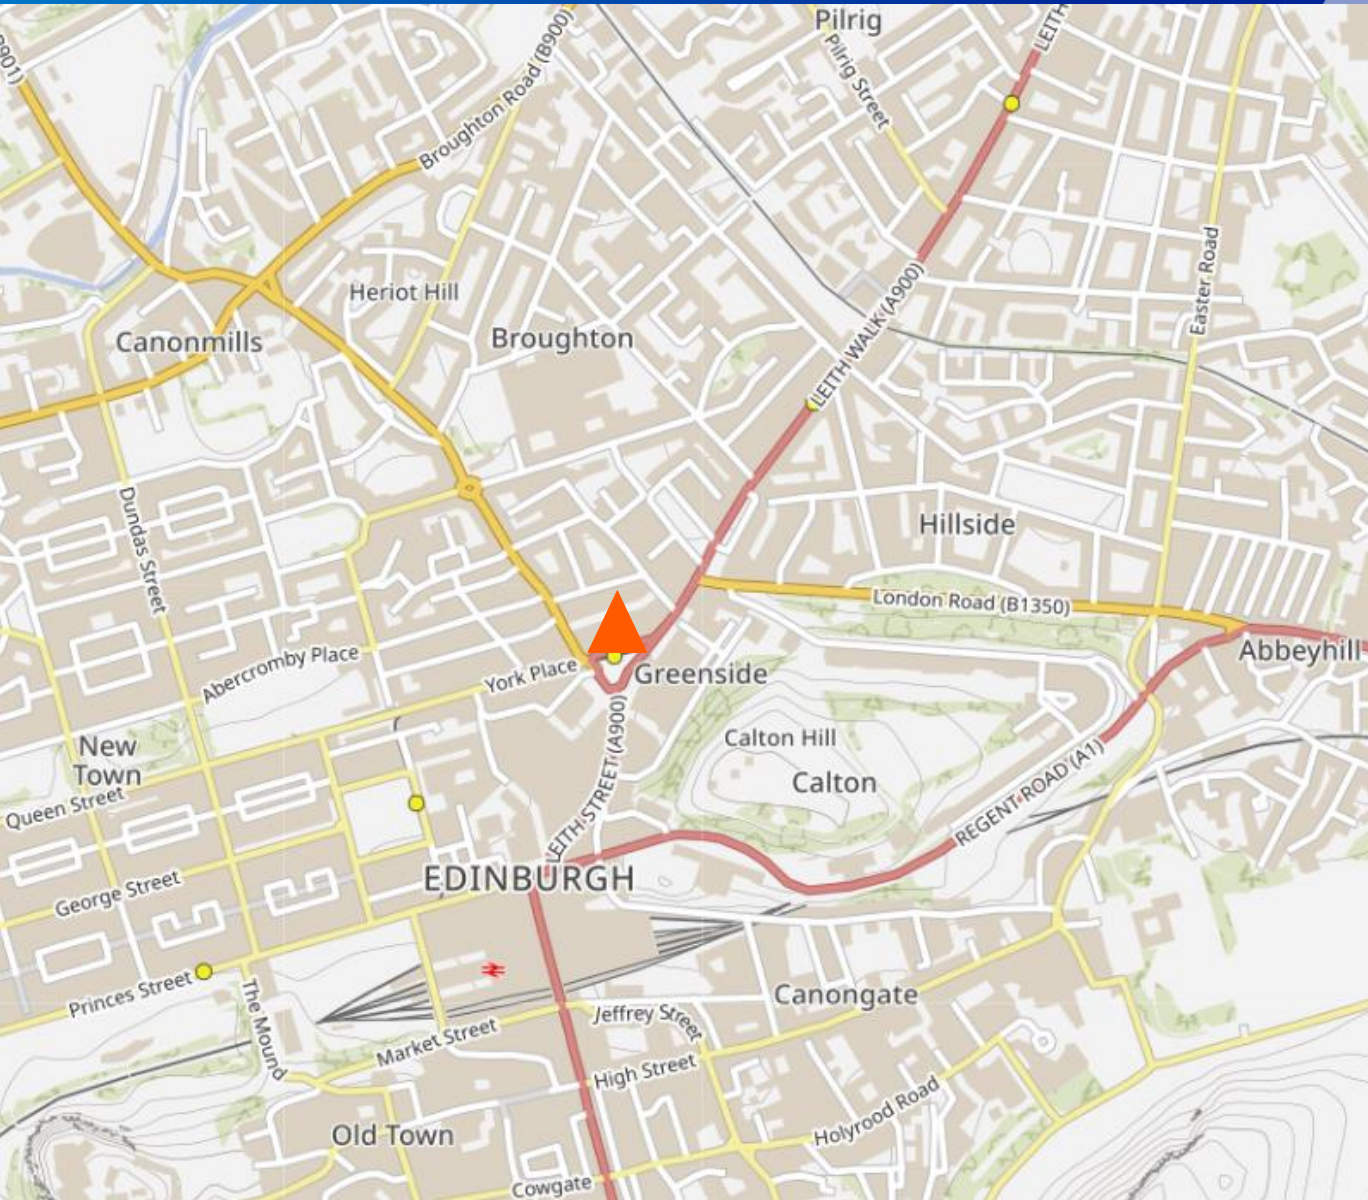 Pilrig
LEITH
B901)
Broughton Road (B900)
Pilrig Street
Easter Road
Heriot Hill
LEITH WALK (A900)
Canonmills
Broughton
Dundas Street
Hillside
London Road (B1350)
Abbeyhill
Abercromby Place
York Place
Greenside
New
Town
Queen Street
LEITH STREET (A900)
Calton Hill
Calton
REGENT ROAD (A1)
George Street
EDINBURGH
Princes Street
The Mound
Market Street
Jeffrey Street
Canongate
High Street
Holyrood Road
Old Town
Cowgate